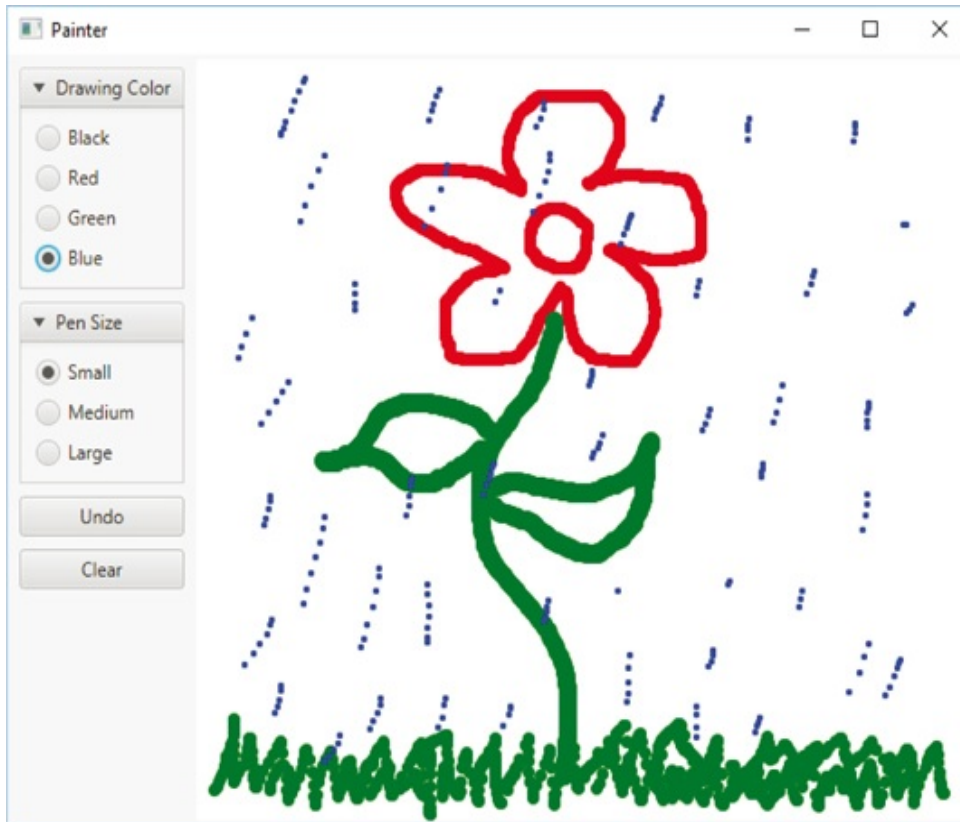 Painter
Drawing Color
Black
Red
Green
Blue
Pen Size
Small
Medium
Large
Undo
Clear